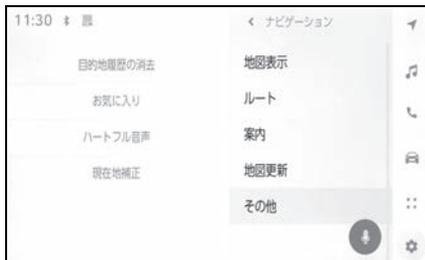 11:30
目的地履歴の消去
お気に入り
ハートフル音声
現在地補正
ナビゲーション
地図表示
ルート
案内
地図更新
その他